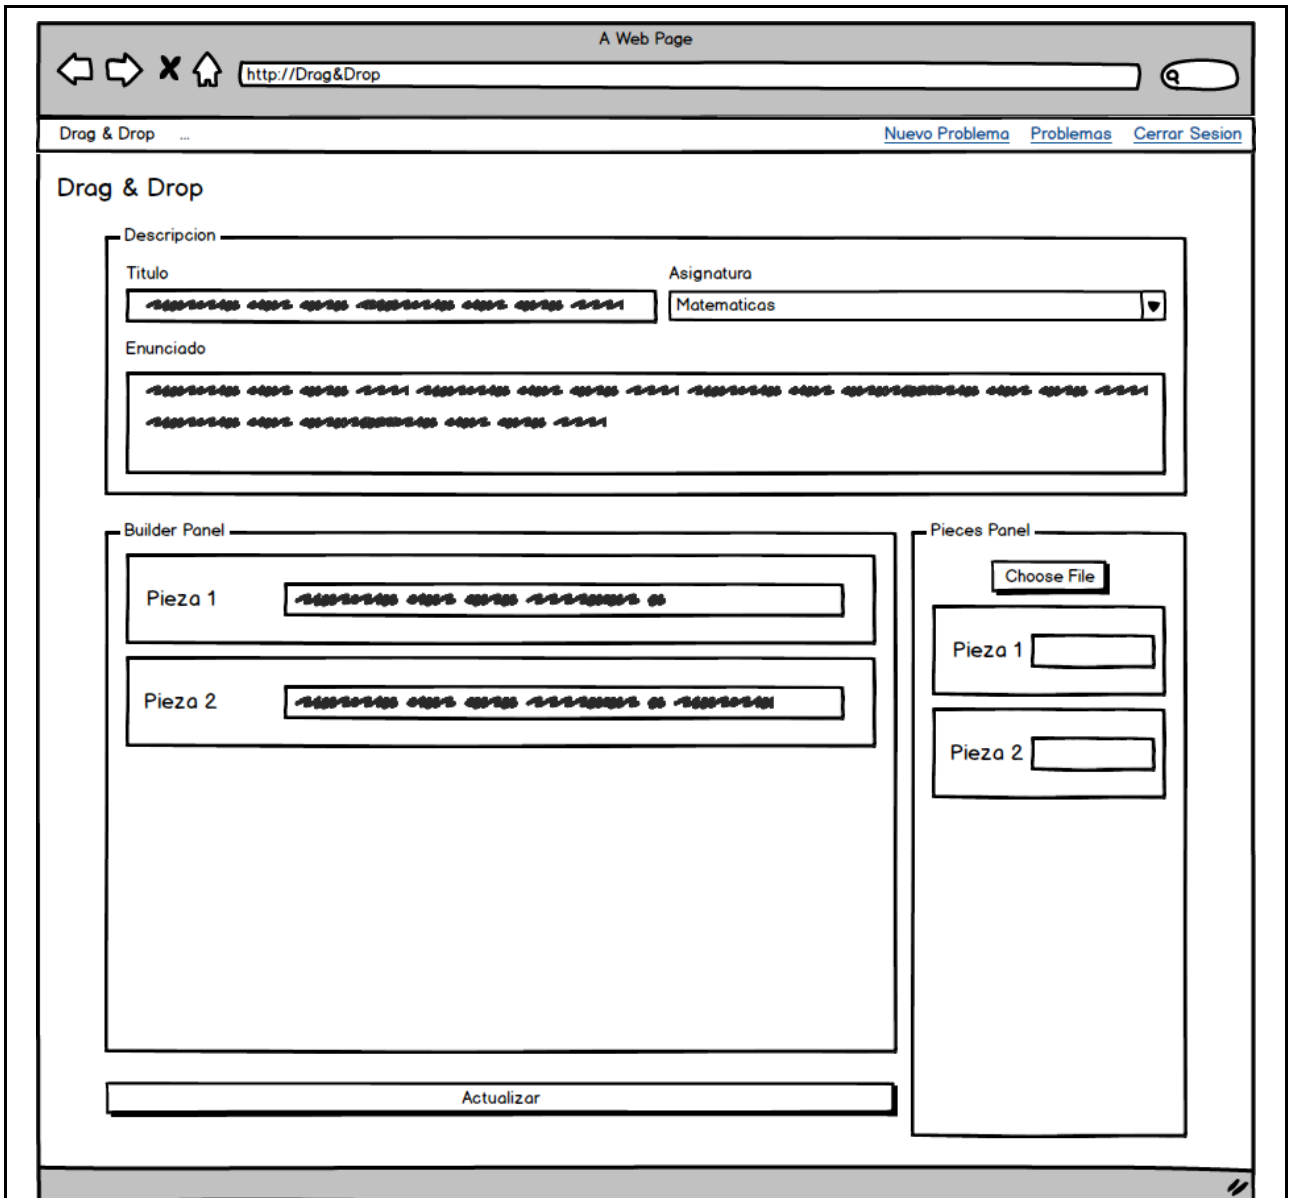 A Web Page
http://Drag&Drop
Drag & Drop ... Nuevo Problema Problemas Cerrar Sesion
Drag & Drop
Descripcion
Titulo Asignatura
Matematicas
Enunciado
Builder Panel Pieces Panel
Choose File
Pieza 1
Pieza 1
Pieza 2
Pieza 2
Actualizar